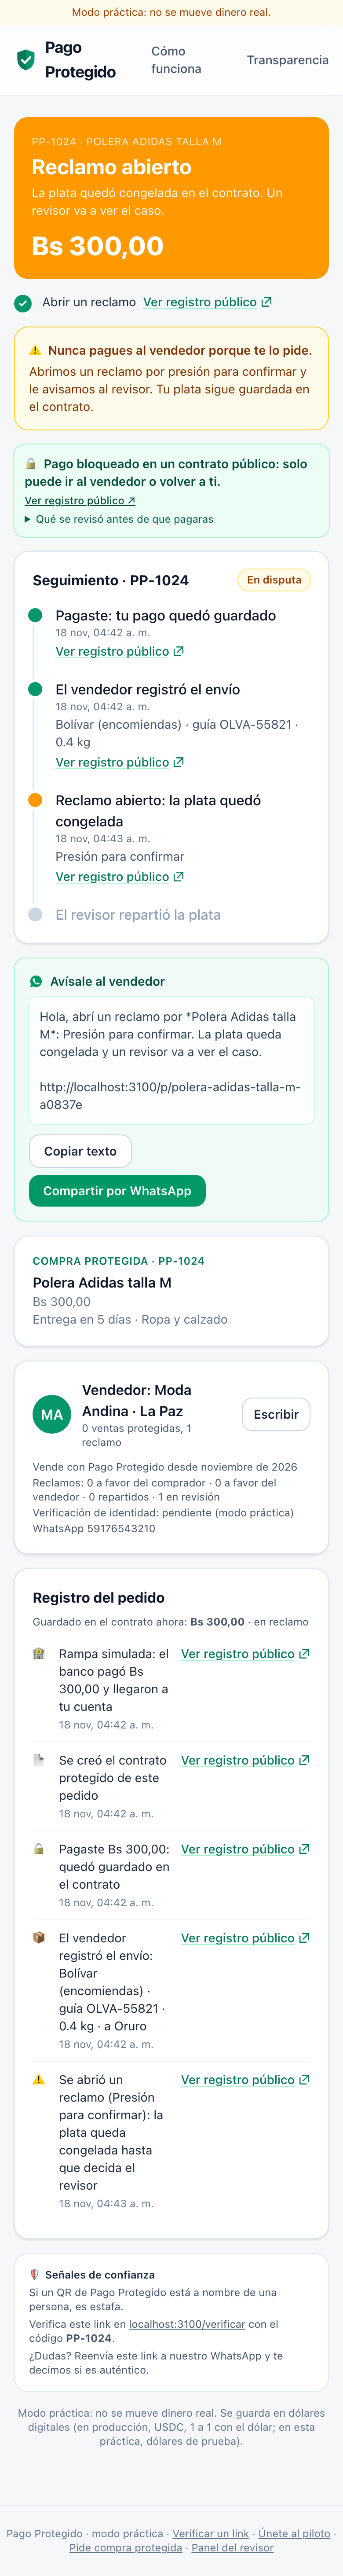 Modo práctica: no se mueve dinero real.
Pago
Protegido
Cómo
funciona
Transparencia
PP-1024 · POLERA ADIDAS TALLA M
Reclamo abierto
La plata quedó congelada en el contrato. Un
revisor va a ver el caso.
Bs 300,00
Abrir un reclamo Ver registro público
Nunca pagues al vendedor porque te lo pide.
Abrimos un reclamo por presión para confirmar y
le avisamos al revisor. Tu plata sigue guardada en
el contrato.
Pago bloqueado en un contrato público: solo
puede ir al vendedor o volver a ti.
Ver registro público ↗
▶ Qué se revisó antes de que pagaras
Seguimiento · PP-1024
En disputa
Pagaste: tu pago quedó guardado
18 nov, 04:42 a. m.
Ver registro público
El vendedor registró el envío
18 nov, 04:42 a. m.
Bolívar (encomiendas) · guía OLVA-55821 ·
0.4 kg
Ver registro público
Reclamo abierto: la plata quedó
congelada
18 nov, 04:43 a. m.
Presión para confirmar
Ver registro público
El revisor repartió la plata
Avísale al vendedor
Hola, abrí un reclamo por *Polera Adidas talla
M*: Presión para confirmar. La plata queda
congelada y un revisor va a ver el caso.
http://localhost:3100/p/polera-adidas-talla-m-
a0837e
Copiar texto
Compartir por WhatsApp
COMPRA PROTEGIDA · PP-1024
Polera Adidas talla M
Bs 300,00
Entrega en 5 días · Ropa y calzado
MA
Vendedor: Moda
Andina · La Paz
0 ventas protegidas, 1
reclamo
Escribir
Vende con Pago Protegido desde noviembre de 2026
Reclamos: 0 a favor del comprador · 0 a favor del
vendedor · 0 repartidos · 1 en revisión
Verificación de identidad: pendiente (modo práctica)
WhatsApp 59176543210
Registro del pedido
Guardado en el contrato ahora: Bs 300,00 · en reclamo
Rampa simulada: el
banco pagó Bs
300,00 y llegaron a
tu cuenta
18 nov, 04:42 a. m.
Ver registro público
Se creó el contrato
protegido de este
pedido
18 nov, 04:42 a. m.
Ver registro público
Pagaste Bs 300,00:
quedó guardado en
el contrato
18 nov, 04:42 a. m.
Ver registro público
El vendedor
registró el envío:
Bolívar
(encomiendas) ·
guía OLVA-55821 ·
0.4 kg · a Oruro
18 nov, 04:42 a. m.
Ver registro público
Se abrió un
reclamo (Presión
para confirmar): la
plata queda
congelada hasta
que decida el
revisor
18 nov, 04:43 a. m.
Ver registro público
Señales de confianza
Si un QR de Pago Protegido está a nombre de una
persona, es estafa.
Verifica este link en localhost:3100/verificar con el
código PP-1024.
¿Dudas? Reenvía este link a nuestro WhatsApp y te
decimos si es auténtico.
Modo práctica: no se mueve dinero real. Se guarda en dólares
digitales (en producción, USDC, 1 a 1 con el dólar; en esta
práctica, dólares de prueba).
Pago Protegido · modo práctica · Verificar un link · Únete al piloto ·
Pide compra protegida · Panel del revisor